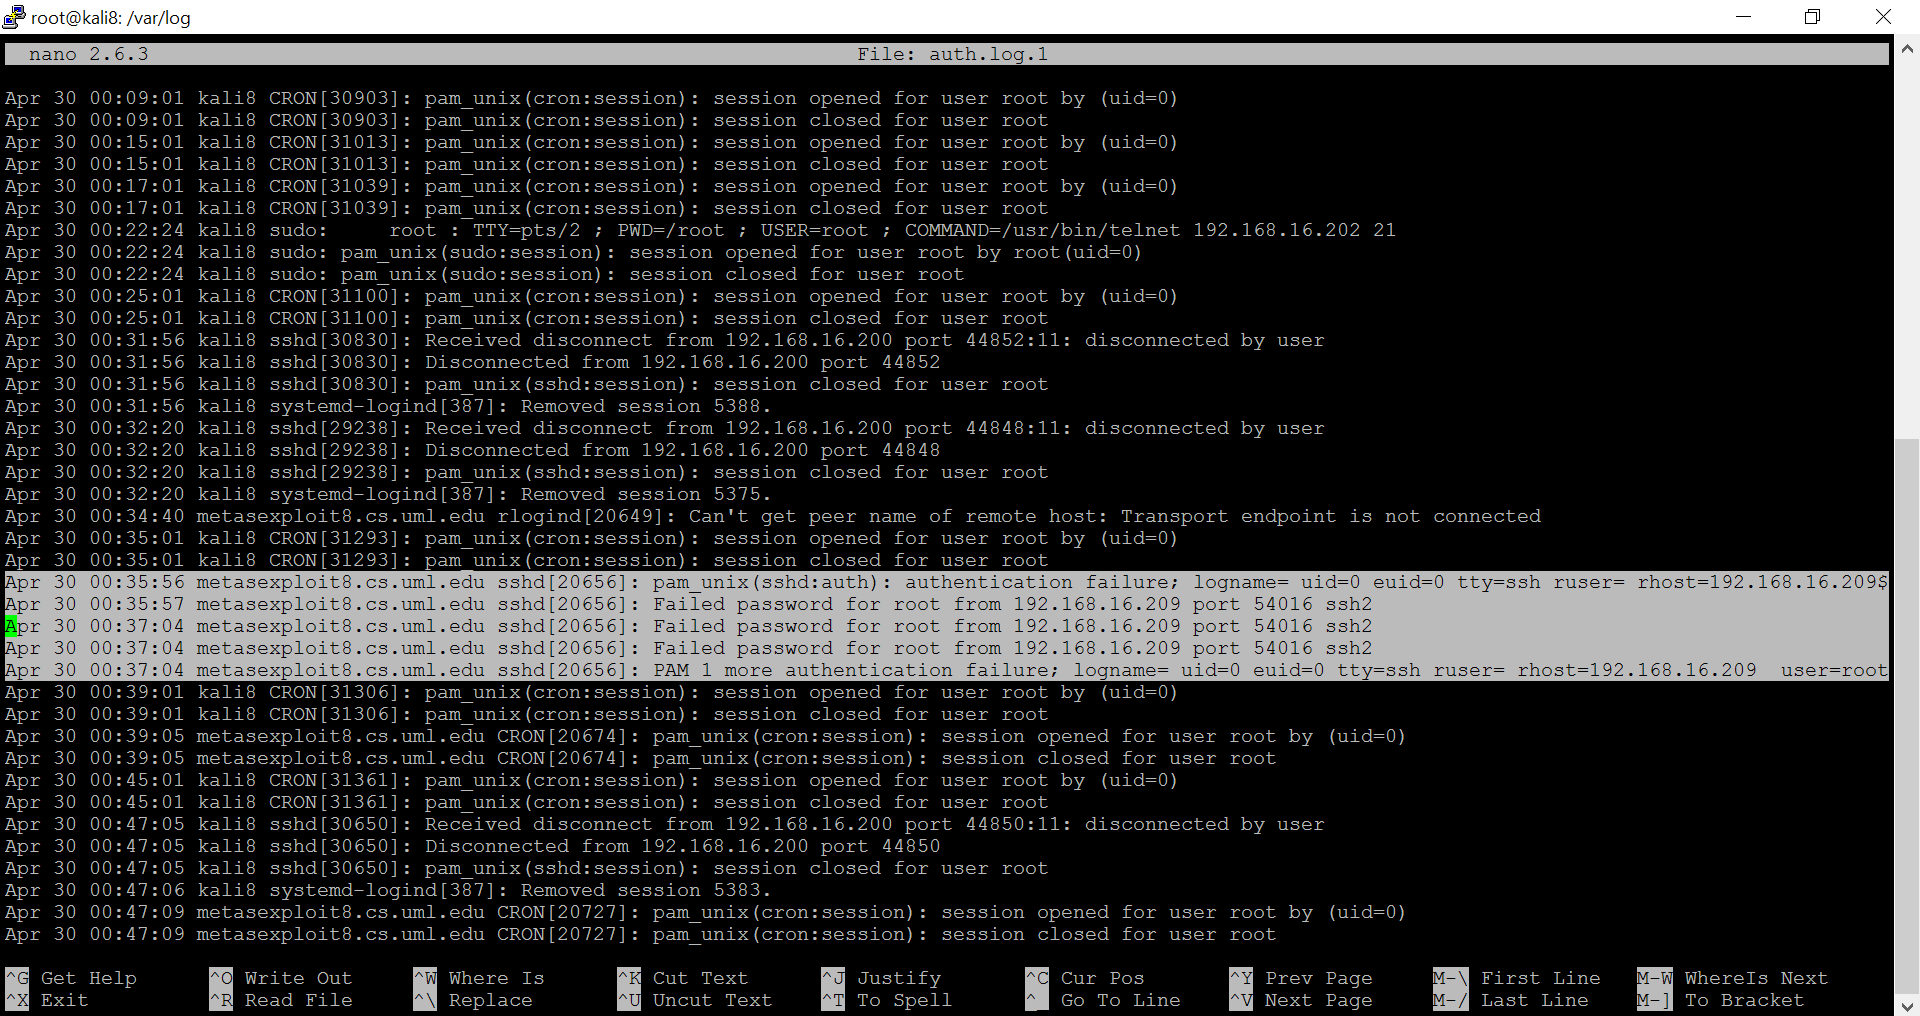 root@kali8: /var/log
nano 2.6.3 File: auth.log.1
Apr 30 00:09:01 kali8 CRON[30903]: pam_unix(cron:session): session opened for user root by (uid=0)
Apr 30 00:09:01 kali8 CRON[30903]: pam_unix(cron:session): session closed for user root
Apr 30 00:15:01 kali8 CRON[31013]: pam_unix(cron:session): session opened for user root by (uid=0)
Apr 30 00:15:01 kali8 CRON[31013]: pam_unix(cron:session): session closed for user root
Apr 30 00:17:01 kali8 CRON[31039]: pam_unix(cron:session): session opened for user root by (uid=0)
Apr 30 00:17:01 kali8 CRON[31039]: pam_unix(cron:session): session closed for user root
Apr 30 00:22:24 kali8 sudo:     root : TTY=pts/2 ; PWD=/root ; USER=root ; COMMAND=/usr/bin/telnet 192.168.16.202 21
Apr 30 00:22:24 kali8 sudo: pam_unix(sudo:session): session opened for user root by root(uid=0)
Apr 30 00:22:24 kali8 sudo: pam_unix(sudo:session): session closed for user root
Apr 30 00:25:01 kali8 CRON[31100]: pam_unix(cron:session): session opened for user root by (uid=0)
Apr 30 00:25:01 kali8 CRON[31100]: pam_unix(cron:session): session closed for user root
Apr 30 00:31:56 kali8 sshd[30830]: Received disconnect from 192.168.16.200 port 44852:11: disconnected by user
Apr 30 00:31:56 kali8 sshd[30830]: Disconnected from 192.168.16.200 port 44852
Apr 30 00:31:56 kali8 sshd[30830]: pam_unix(sshd:session): session closed for user root
Apr 30 00:31:56 kali8 systemd-logind[387]: Removed session 5388.
Apr 30 00:32:20 kali8 sshd[29238]: Received disconnect from 192.168.16.200 port 44848:11: disconnected by user
Apr 30 00:32:20 kali8 sshd[29238]: Disconnected from 192.168.16.200 port 44848
Apr 30 00:32:20 kali8 sshd[29238]: pam_unix(sshd:session): session closed for user root
Apr 30 00:32:20 kali8 systemd-logind[387]: Removed session 5375.
Apr 30 00:34:40 metasexploit8.cs.uml.edu rlogind[20649]: Can't get peer name of remote host: Transport endpoint is not connected
Apr 30 00:35:01 kali8 CRON[31293]: pam_unix(cron:session): session opened for user root by (uid=0)
Apr 30 00:35:01 kali8 CRON[31293]: pam_unix(cron:session): session closed for user root
Apr 30 00:35:56 metasexploit8.cs.uml.edu sshd[20656]: pam_unix(sshd:auth): authentication failure; logname= uid=0 euid=0 tty=ssh ruser= rhost=192.168.16.209$
Apr 30 00:35:57 metasexploit8.cs.uml.edu sshd[20656]: Failed password for root from 192.168.16.209 port 54016 ssh2
Apr 30 00:37:04 metasexploit8.cs.uml.edu sshd[20656]: Failed password for root from 192.168.16.209 port 54016 ssh2
Apr 30 00:37:04 metasexploit8.cs.uml.edu sshd[20656]: Failed password for root from 192.168.16.209 port 54016 ssh2
Apr 30 00:37:04 metasexploit8.cs.uml.edu sshd[20656]: PAM 1 more authentication failure; logname= uid=0 euid=0 tty=ssh ruser= rhost=192.168.16.209  user=root
Apr 30 00:39:01 kali8 CRON[31306]: pam_unix(cron:session): session opened for user root by (uid=0)
Apr 30 00:39:01 kali8 CRON[31306]: pam_unix(cron:session): session closed for user root
Apr 30 00:39:05 metasexploit8.cs.uml.edu CRON[20674]: pam_unix(cron:session): session opened for user root by (uid=0)
Apr 30 00:39:05 metasexploit8.cs.uml.edu CRON[20674]: pam_unix(cron:session): session closed for user root
Apr 30 00:45:01 kali8 CRON[31361]: pam_unix(cron:session): session opened for user root by (uid=0)
Apr 30 00:45:01 kali8 CRON[31361]: pam_unix(cron:session): session closed for user root
Apr 30 00:47:05 kali8 sshd[30650]: Received disconnect from 192.168.16.200 port 44850:11: disconnected by user
Apr 30 00:47:05 kali8 sshd[30650]: Disconnected from 192.168.16.200 port 44850
Apr 30 00:47:05 kali8 sshd[30650]: pam_unix(sshd:session): session closed for user root
Apr 30 00:47:06 kali8 systemd-logind[387]: Removed session 5383.
Apr 30 00:47:09 metasexploit8.cs.uml.edu CRON[20727]: pam_unix(cron:session): session opened for user root by (uid=0)
Apr 30 00:47:09 metasexploit8.cs.uml.edu CRON[20727]: pam_unix(cron:session): session closed for user root
^G Get Help ^O Write Out ^W Where Is ^K Cut Text ^J Justify ^C Cur Pos ^Y Prev Page M-\ First Line M-W WhereIs Next
^X Exit ^R Read File ^\ Replace ^U Uncut Text ^T To Spell ^_ Go To Line ^V Next Page M-/ Last Line M-] To Bracket